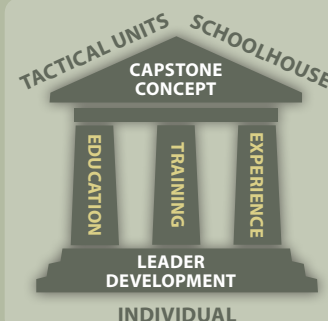 TACTICAL UNITS
SCHOOLHOUSE
CAPSTONE
CONCEPT
EDUCATION
TRAINING
EXPERIENCE
LEADER
DEVELOPMENT
INDIVIDUAL